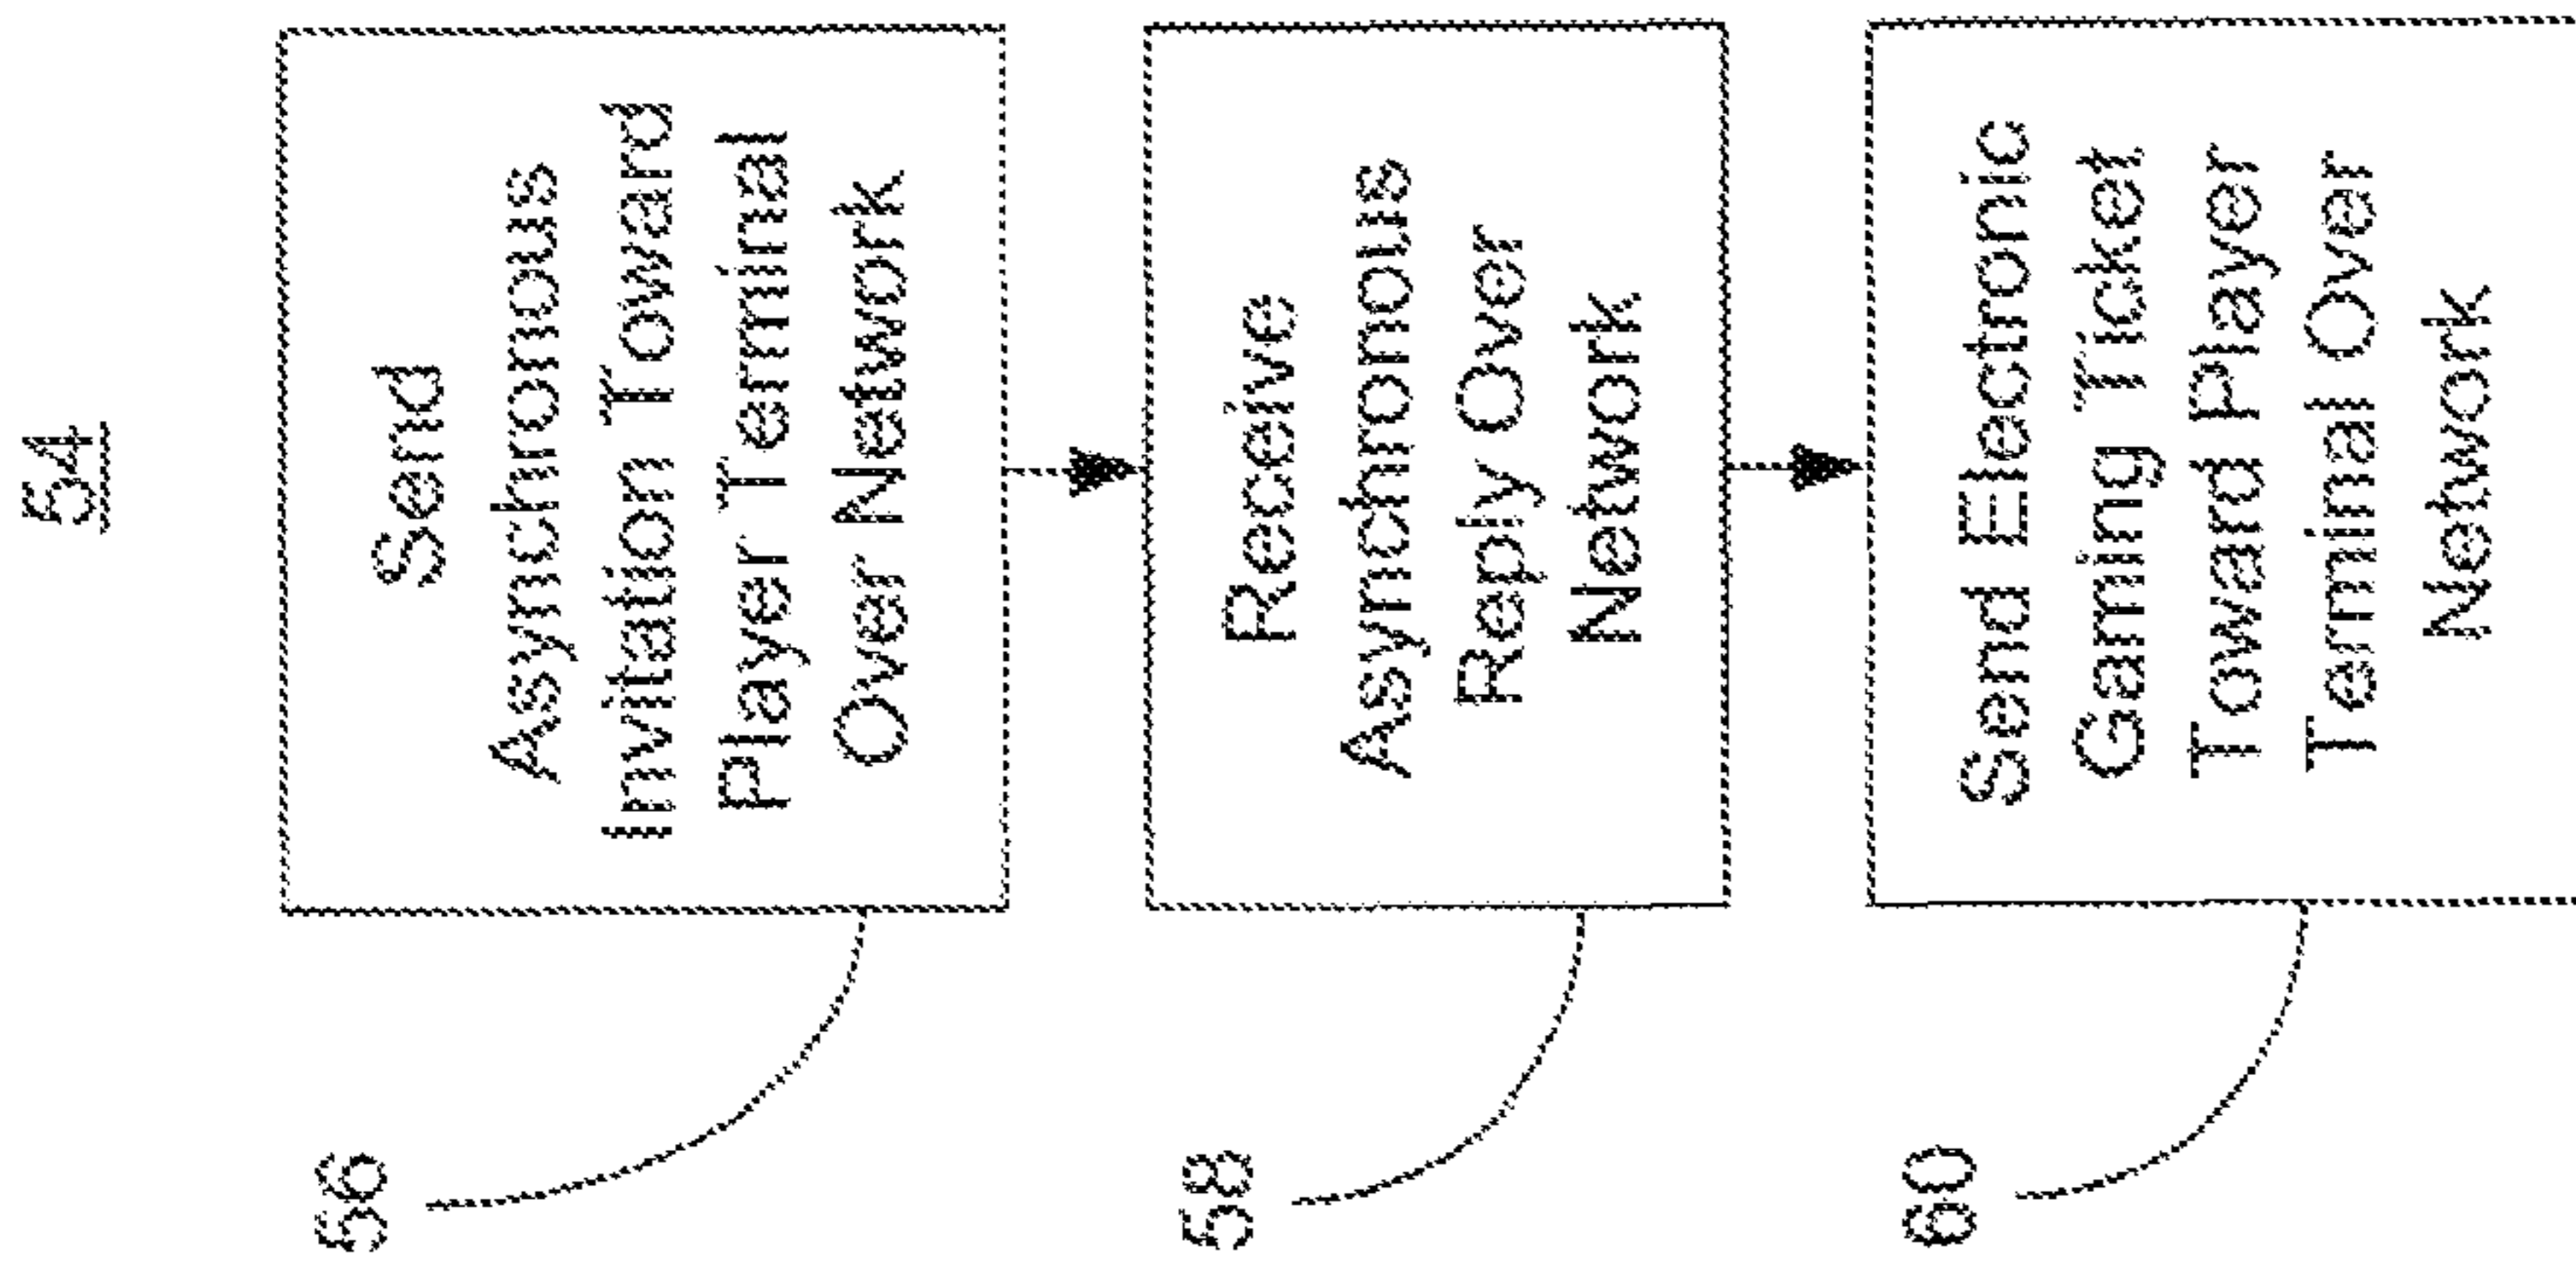 54
56
Send
Asynchronous
Invitation Toward
Player Terminal
Over Network
58
Receive
Asynchronous
Reply Over
Network
60
Send Electronic
Gaming Ticket
Toward Player
Terminal Over
Network